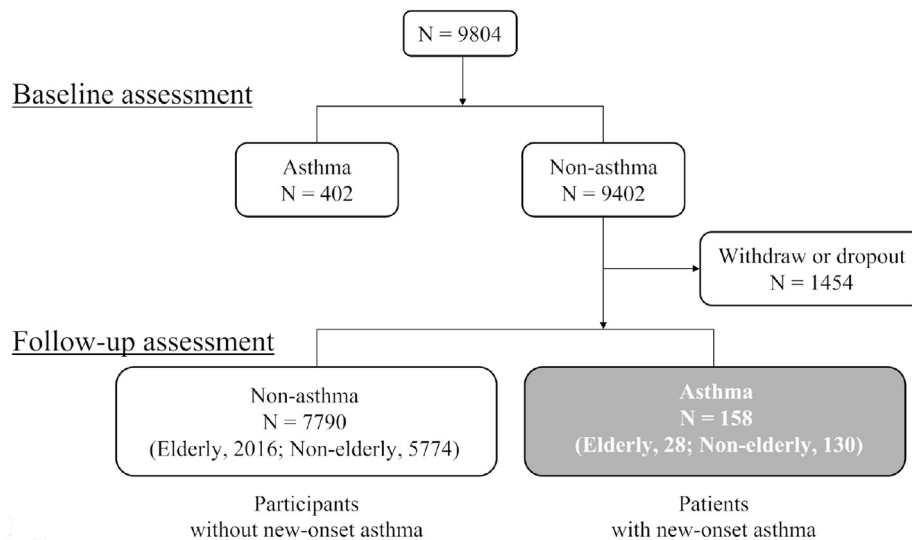 N = 9804
Baseline assessment
Asthma
N = 402
Non-asthma
N = 9402
Withdraw or dropout
N = 1454
Follow-up assessment
Non-asthma
N = 7790
(Elderly, 2016; Non-elderly, 5774)
Asthma
N = 158
(Elderly, 28; Non-elderly, 130)
Participants
without new-onset asthma
Patients
with new-onset asthma